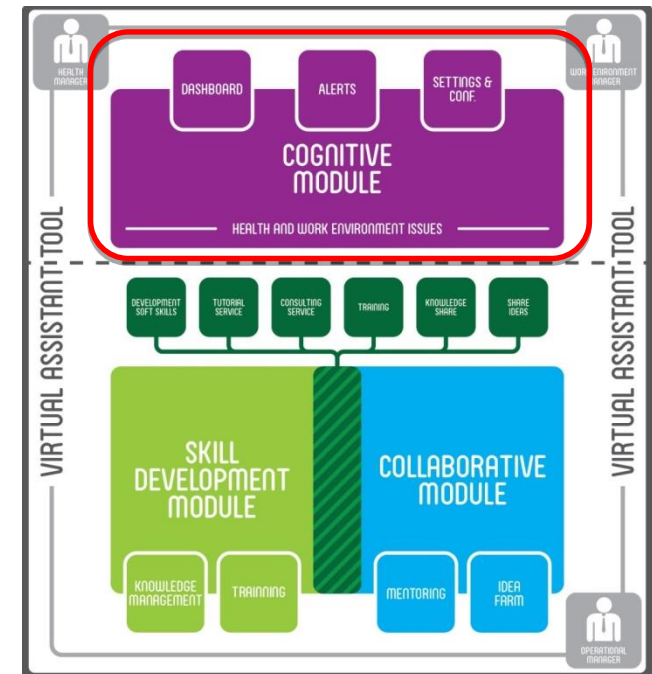 HEALTH
MANAGER
WORK ENVIRONMENT
MANAGER
DASHBOARD
ALERTS
SETTINGS &
CONF.
COGNITIVE
MODULE
HEALTH AND WORK ENVIRONMENT ISSUES
VIRTUAL ASSISTANT TOOL
VIRTUAL ASSISTANT TOOL
DEVELOPMENT
SOFT SKILLS
TUTORIAL
SERVICE
CONSULTING
SERVICE
TRAINING
KNOWLEDGE
SHARE
SHARE
IDEAS
SKILL
DEVELOPMENT
MODULE
COLLABORATIVE
MODULE
KNOWLEDGE
MANAGEMENT
TRAINNING
MENTORING
IDEA
FARM
OPERATIONAL
MANAGER